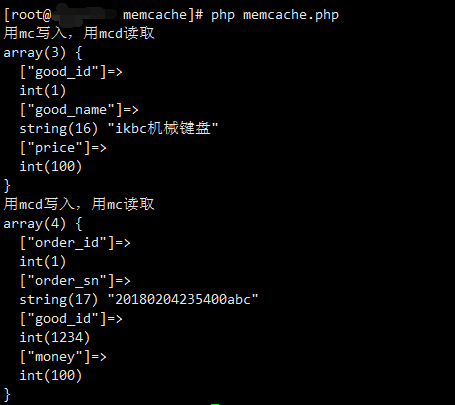 [root@ memcache]# php memcache.php
用mc写入，用mcd读取
array(3) {
  ["good_id"]=>
  int(1)
  ["good_name"]=>
  string(16) "ikbc机械键盘"
  ["price"]=>
  int(100)
}
用mcd写入，用mc读取
array(4) {
  ["order_id"]=>
  int(1)
  ["order_sn"]=>
  string(17) "20180204235400abc"
  ["good_id"]=>
  int(1234)
  ["money"]=>
  int(100)
}